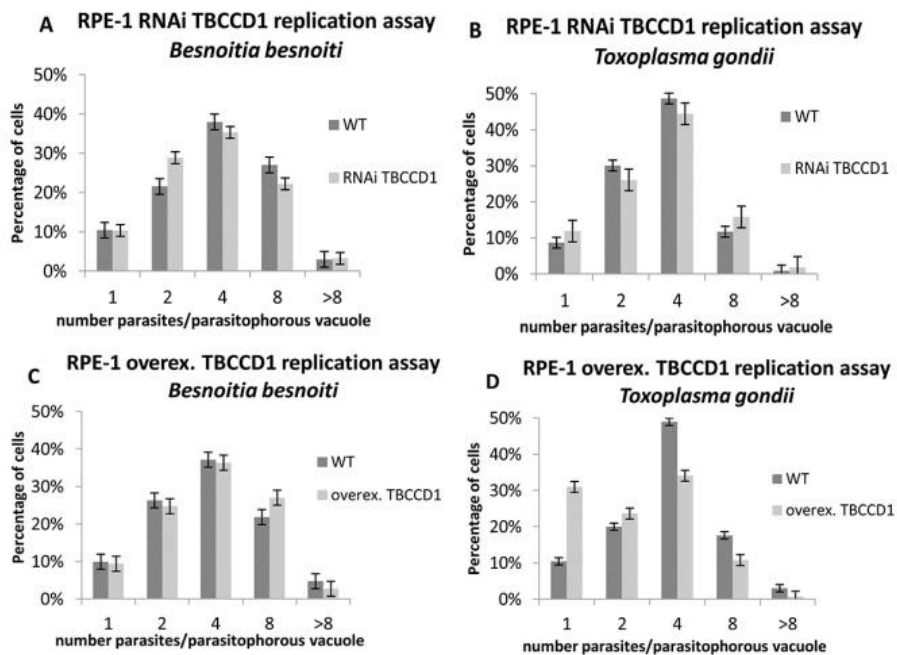 A RPE-1 RNAi TBCCD1 replication assay
Besnoitia besnoiti
Percentage of cells
50%
40%
30%
20%
10%
0%
WT
RNAi TBCCD1
1 2 4 8 >8
number parasites/parasitophorous vacuole
B RPE-1 RNAi TBCCD1 replication assay
Toxoplasma gondii
Percentage of cells
50%
40%
30%
20%
10%
0%
WT
RNAi TBCCD1
1 2 4 8 >8
number parasites/parasitophorous vacuole
C RPE-1 overex. TBCCD1 replication assay
Besnoitia besnoiti
Percentage of cells
50%
40%
30%
20%
10%
0%
WT
overex. TBCCD1
1 2 4 8 >8
number parasites/parasitophorous vacuole
D RPE-1 overex. TBCCD1 replication assay
Toxoplasma gondii
Percentage of cells
50%
40%
30%
20%
10%
0%
WT
overex. TBCCD1
1 2 4 8 >8
number parasites/parasitophorous vacuole